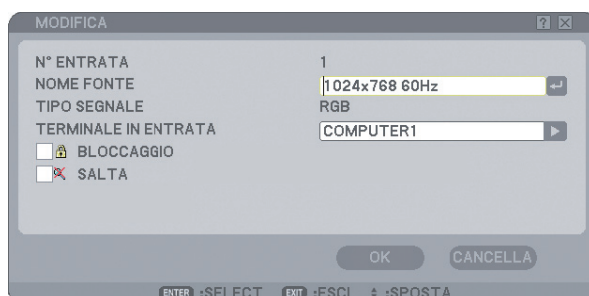 MODIFICA
N° ENTRATA 1
NOME FONTE 1024x768 60Hz
TIPO SEGNALE RGB
TERMINALE IN ENTRATA COMPUTER1
BLOCCAGGIO
SALTA
OK CANCELLA
ENTER :SELECT EXIT :ESCI :SPOSTA